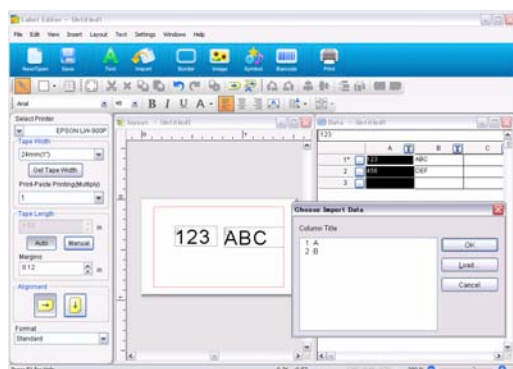 Label Editor - Untitled1
File Edit View Insert Layout Text Settings Windows Help
New/Open Save Text Import Border Image Symbol Barcode Print
Arial
B I U A
Select Printer
EPSON LW-900P
Tape Width
24mm(1")
Get Tape Width
Print-Paste Printing(Multiply)
1
Tape Length
Auto Manual
Margins
0.12
Alignment
Format
Standard
Layout - Untitled1
123 ABC
Data - Untitled1
123
A B C
1* 123 ABC
2 456 DEF
3
Choose Import Data
Column Title
1 A
2 B
OK
Load...
Cancel